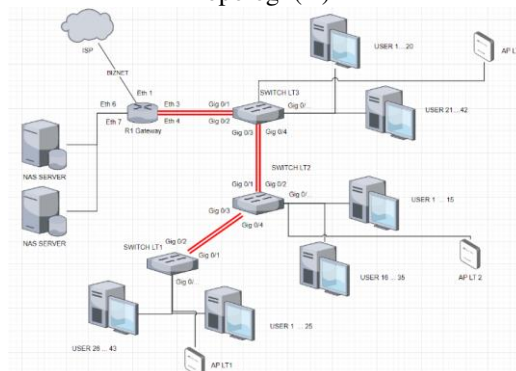 ISP
BIZNET
Eth 1
Eth 6
Eth 3
Eth 7
Eth 4
R1 Gateway
NAS SERVER
NAS SERVER
Gig 0/1
Gig 0/2
SWITCH LT3
Gig 0/..
Gig 0/3
Gig 0/4
USER 1 ... 20
AP L
USER 21 ... 42
SWITCH LT2
Gig 0/1
Gig 0/2
Gig 0/..
Gig 0/3
Gig 0/4
USER 1 ... 15
USER 16 ... 35
AP LT 2
SWITCH LT1
Gig 0/2
Gig 0/1
Gig 0/
USER 26 ... 43
USER 1 ... 25
AP LT1